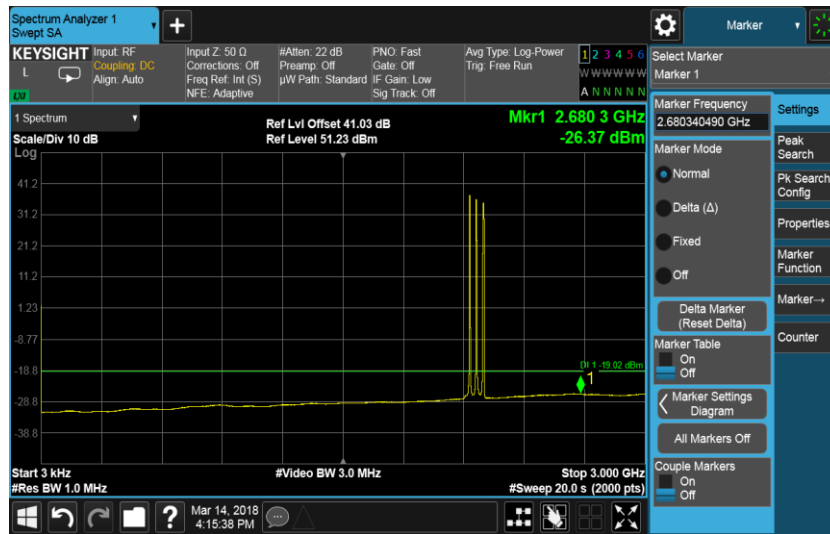 Spectrum Analyzer 1
Swept SA
Marker
KEYSIGHT
L
LXI
Input: RF
Coupling: DC
Align: Auto
Input Z: 50 Ω
Corrections: Off
Freq Ref: Int (S)
NFE: Adaptive
#Atten: 22 dB
Preamp: Off
µW Path: Standard
PNO: Fast
Gate: Off
IF Gain: Low
Sig Track: Off
Avg Type: Log-Power
Trig: Free Run
1 2 3 4 5 6
W W W W W W
A N N N N N
1 Spectrum
Scale/Div 10 dB
Log
Ref Lvl Offset 41.03 dB
Ref Level 51.23 dBm
Mkr1 2.680 3 GHz
-26.37 dBm
41.2
31.2
21.2
11.2
1.23
-8.77
-18.8
-28.8
-38.8
DL1 -19.02 dBm
1
Start 3 kHz
#Res BW 1.0 MHz
#Video BW 3.0 MHz
Stop 3.000 GHz
#Sweep 20.0 s (2000 pts)
Select Marker
Marker 1
Marker Frequency
2.680340490 GHz
Marker Mode
Normal
Delta (Δ)
Fixed
Off
Delta Marker
(Reset Delta)
Marker Table
On
Off
Marker Settings
Diagram
All Markers Off
Couple Markers
On
Off
Settings
Peak
Search
Pk Search
Config
Properties
Marker
Function
Marker→
Counter
?
Mar 14, 2018
4:15:38 PM